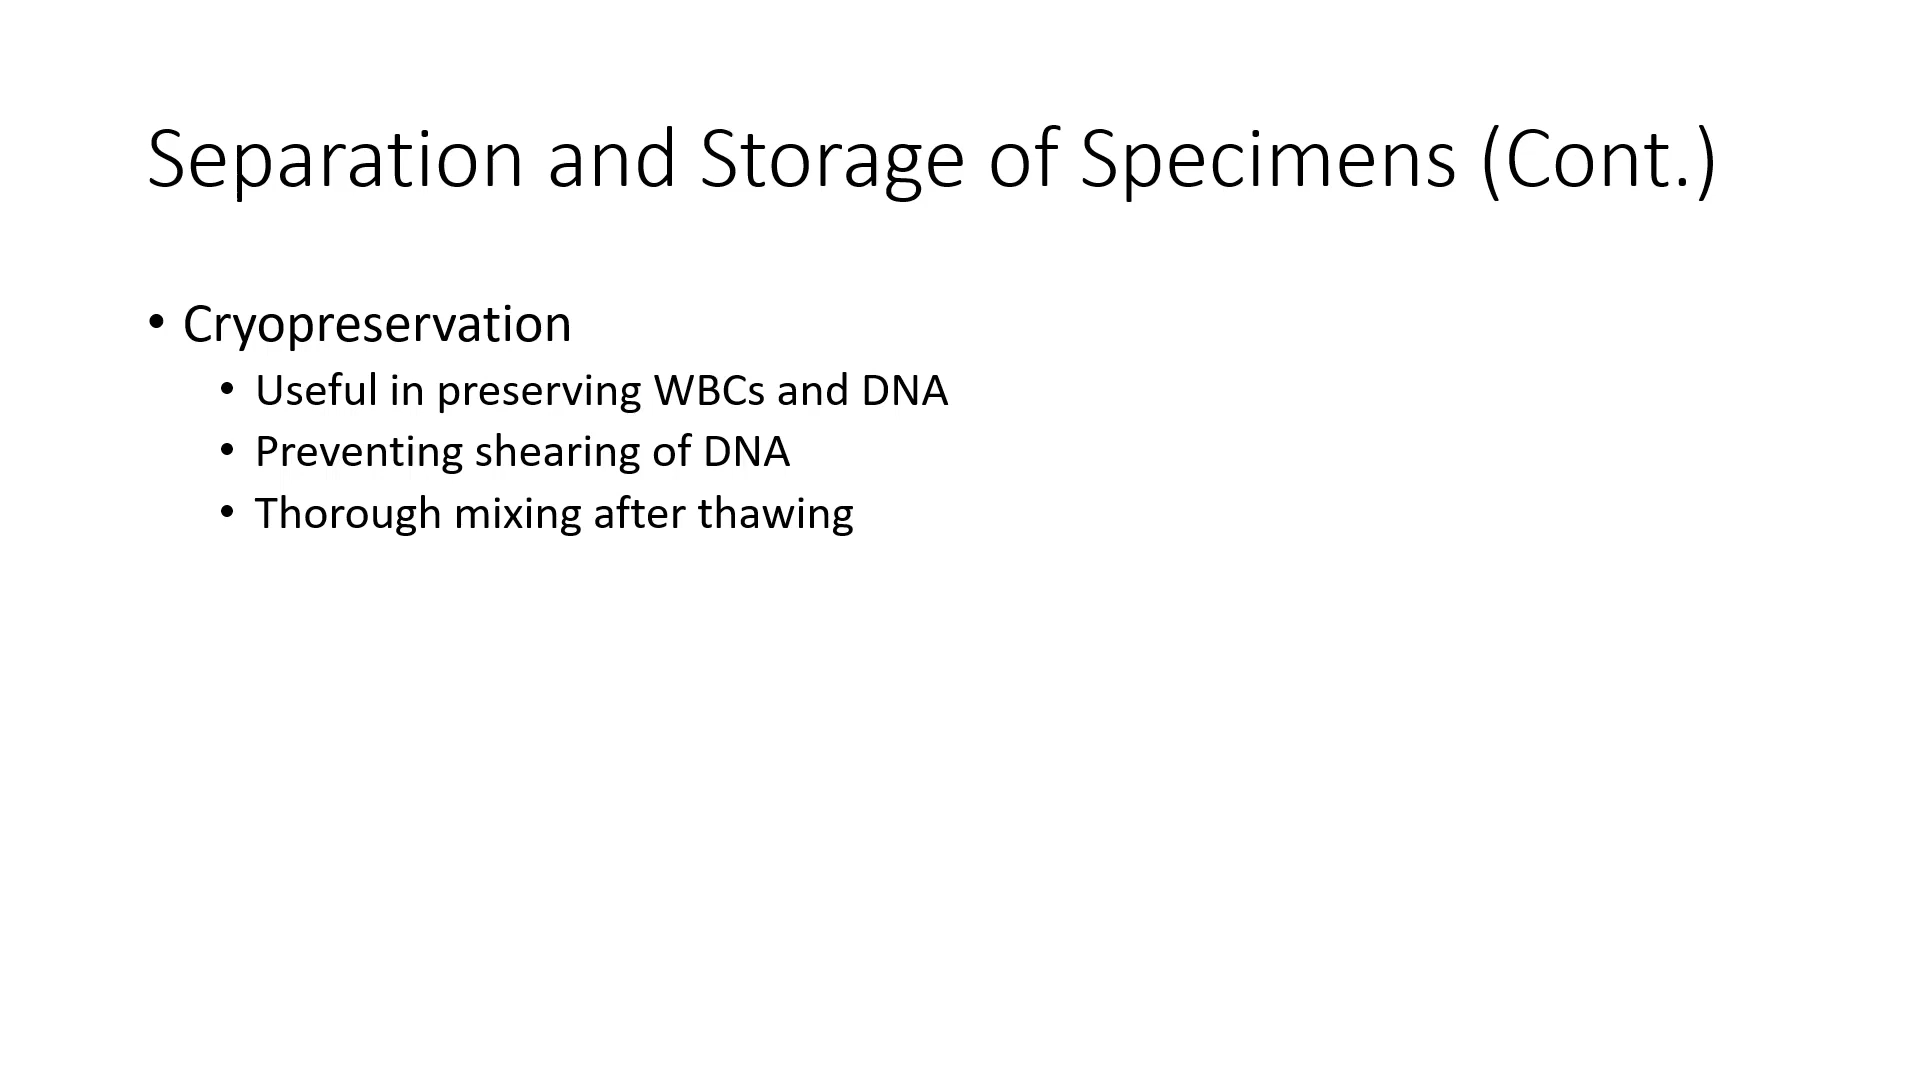 Separation and Storage of Specimens (Cont.)
• Cryopreservation
• Useful in preserving WBCs and DNA
• Preventing shearing of DNA
• Thorough mixing after thawing